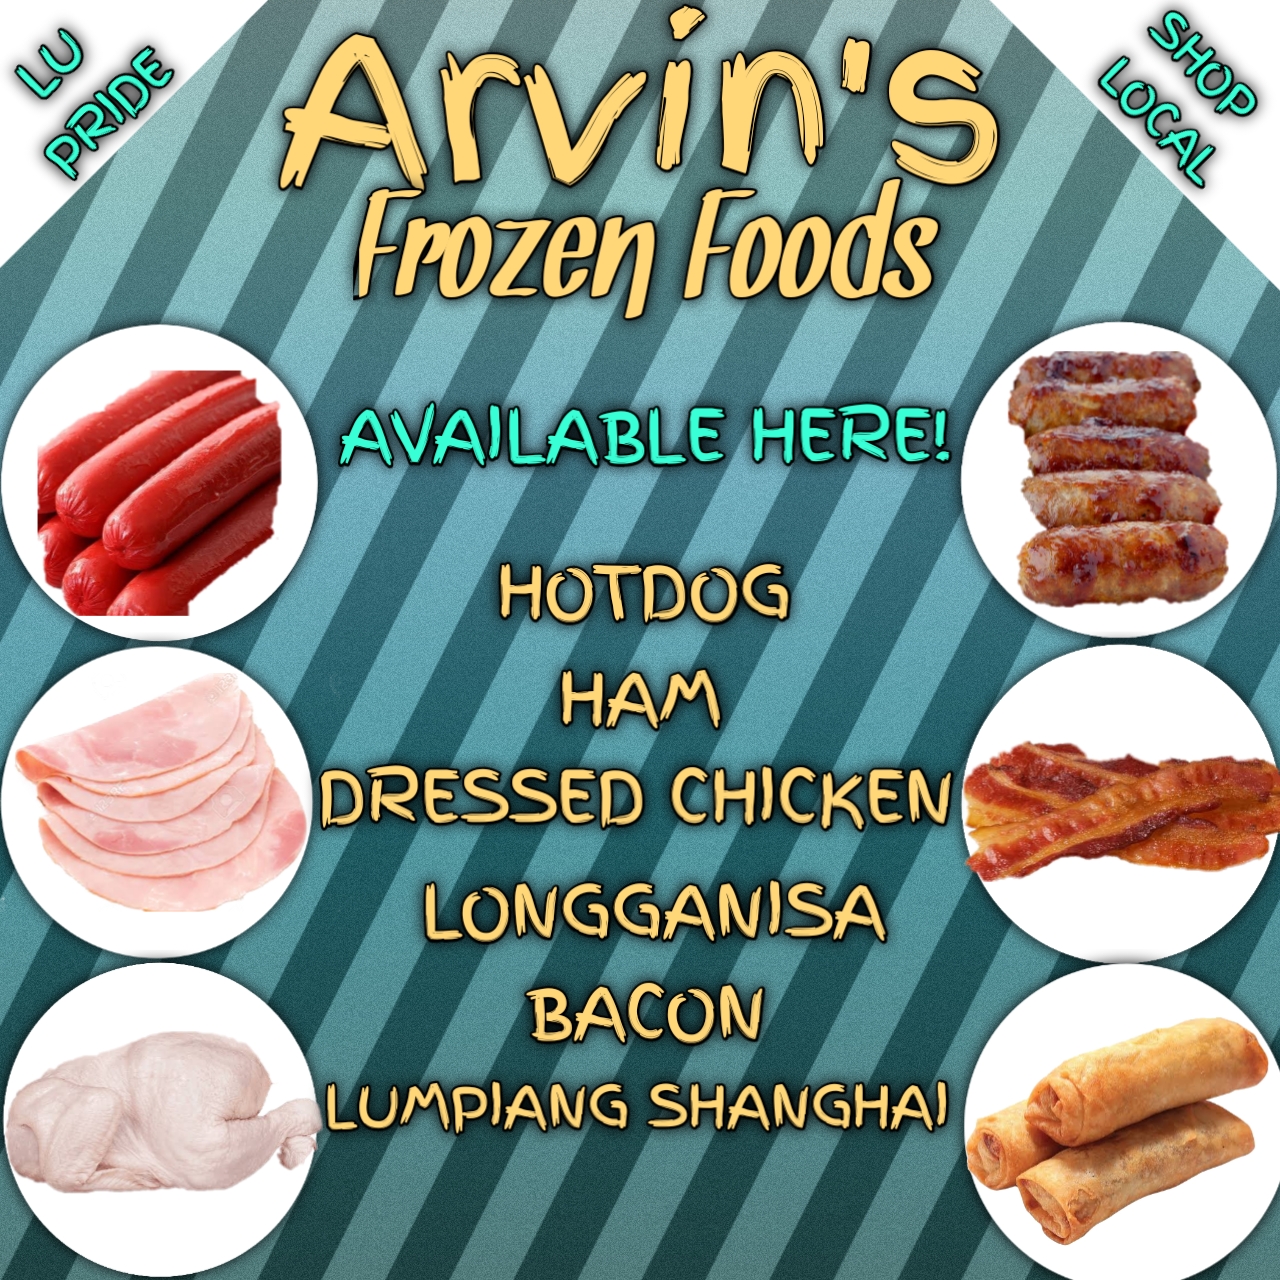 LU
PRIDE
SHOP
LOCAL
Arvin's
Frozen Foods
AVAILABLE HERE!
HOTDOG
HAM
DRESSED CHICKEN
LONGGANISA
BACON
LUMPIANG SHANGHAI